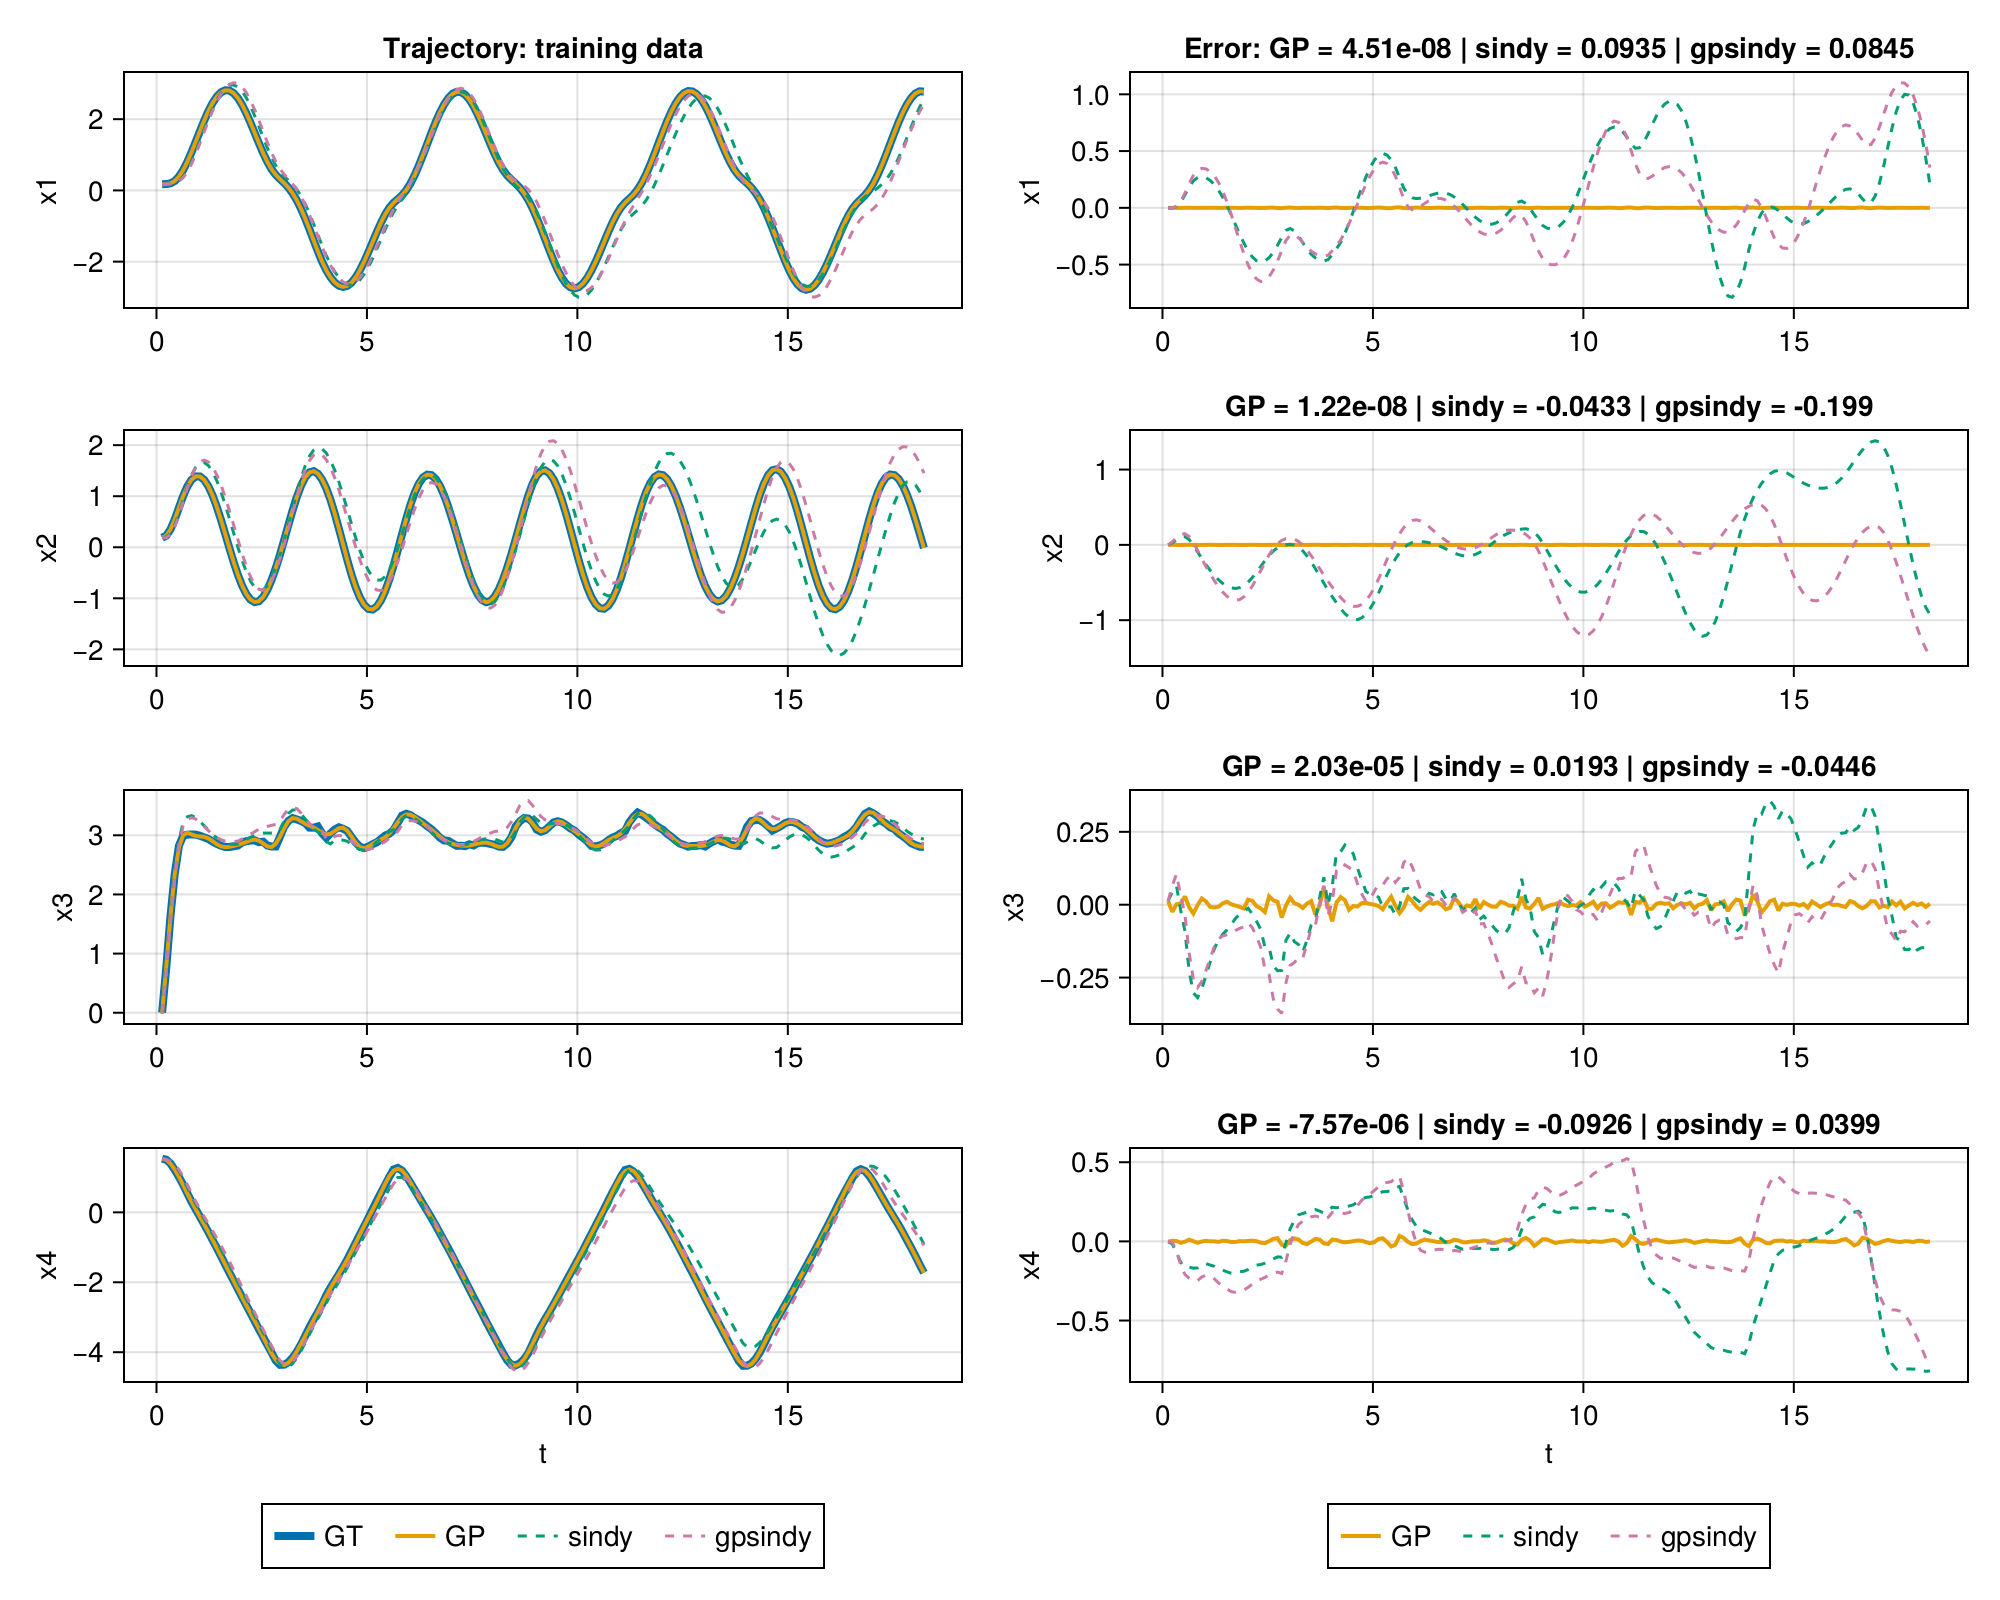 Trajectory: training data
x1
2
0
−2
0 5 10 15
Error: GP = 4.51e-08 | sindy = 0.0935 | gpsindy = 0.0845
x1
1.0
0.5
0.0
−0.5
0 5 10 15
x2
2
1
0
−1
−2
0 5 10 15
GP = 1.22e-08 | sindy = -0.0433 | gpsindy = -0.199
x2
1
0
−1
0 5 10 15
x3
3
2
1
0
0 5 10 15
GP = 2.03e-05 | sindy = 0.0193 | gpsindy = -0.0446
x3
0.25
0.00
−0.25
0 5 10 15
x4
0
−2
−4
0 5 10 15
t
GP = -7.57e-06 | sindy = -0.0926 | gpsindy = 0.0399
x4
0.5
0.0
−0.5
0 5 10 15
t
GT GP sindy gpsindy
GP sindy gpsindy